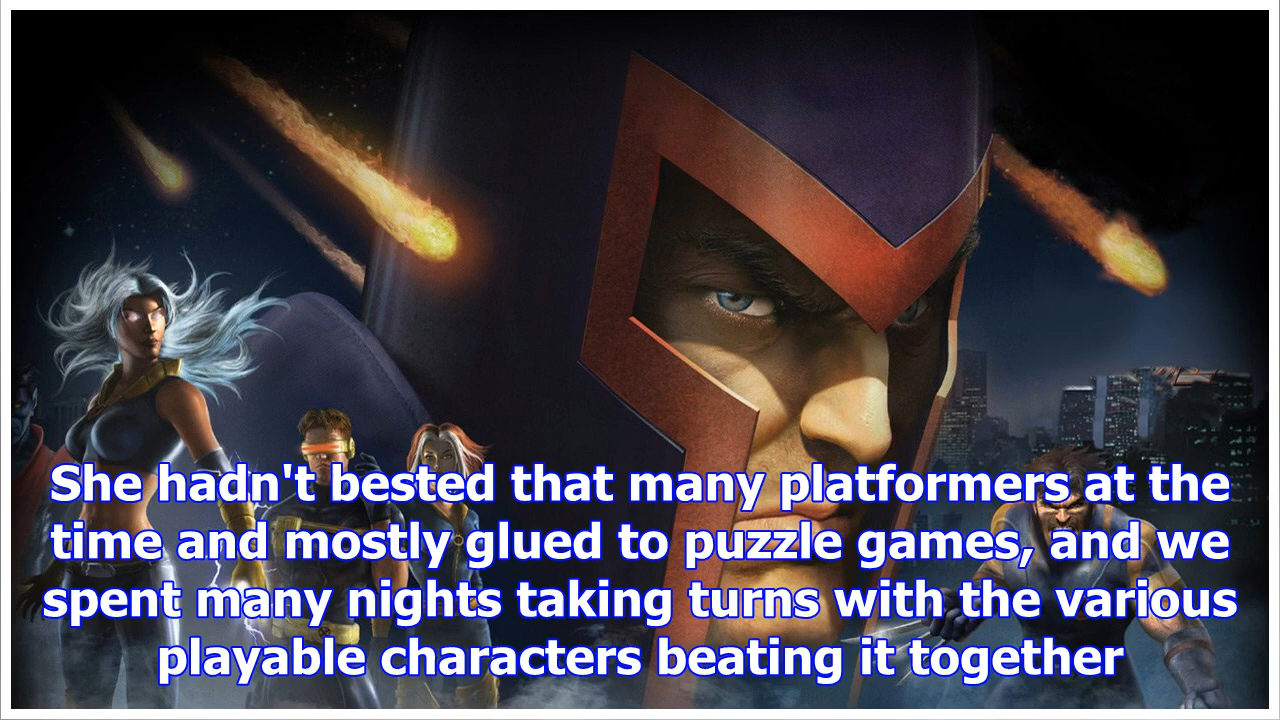 She hadn't bested that many platformers at the
time and mostly glued to puzzle games, and we
spent many nights taking turns with the various
playable characters beating it together